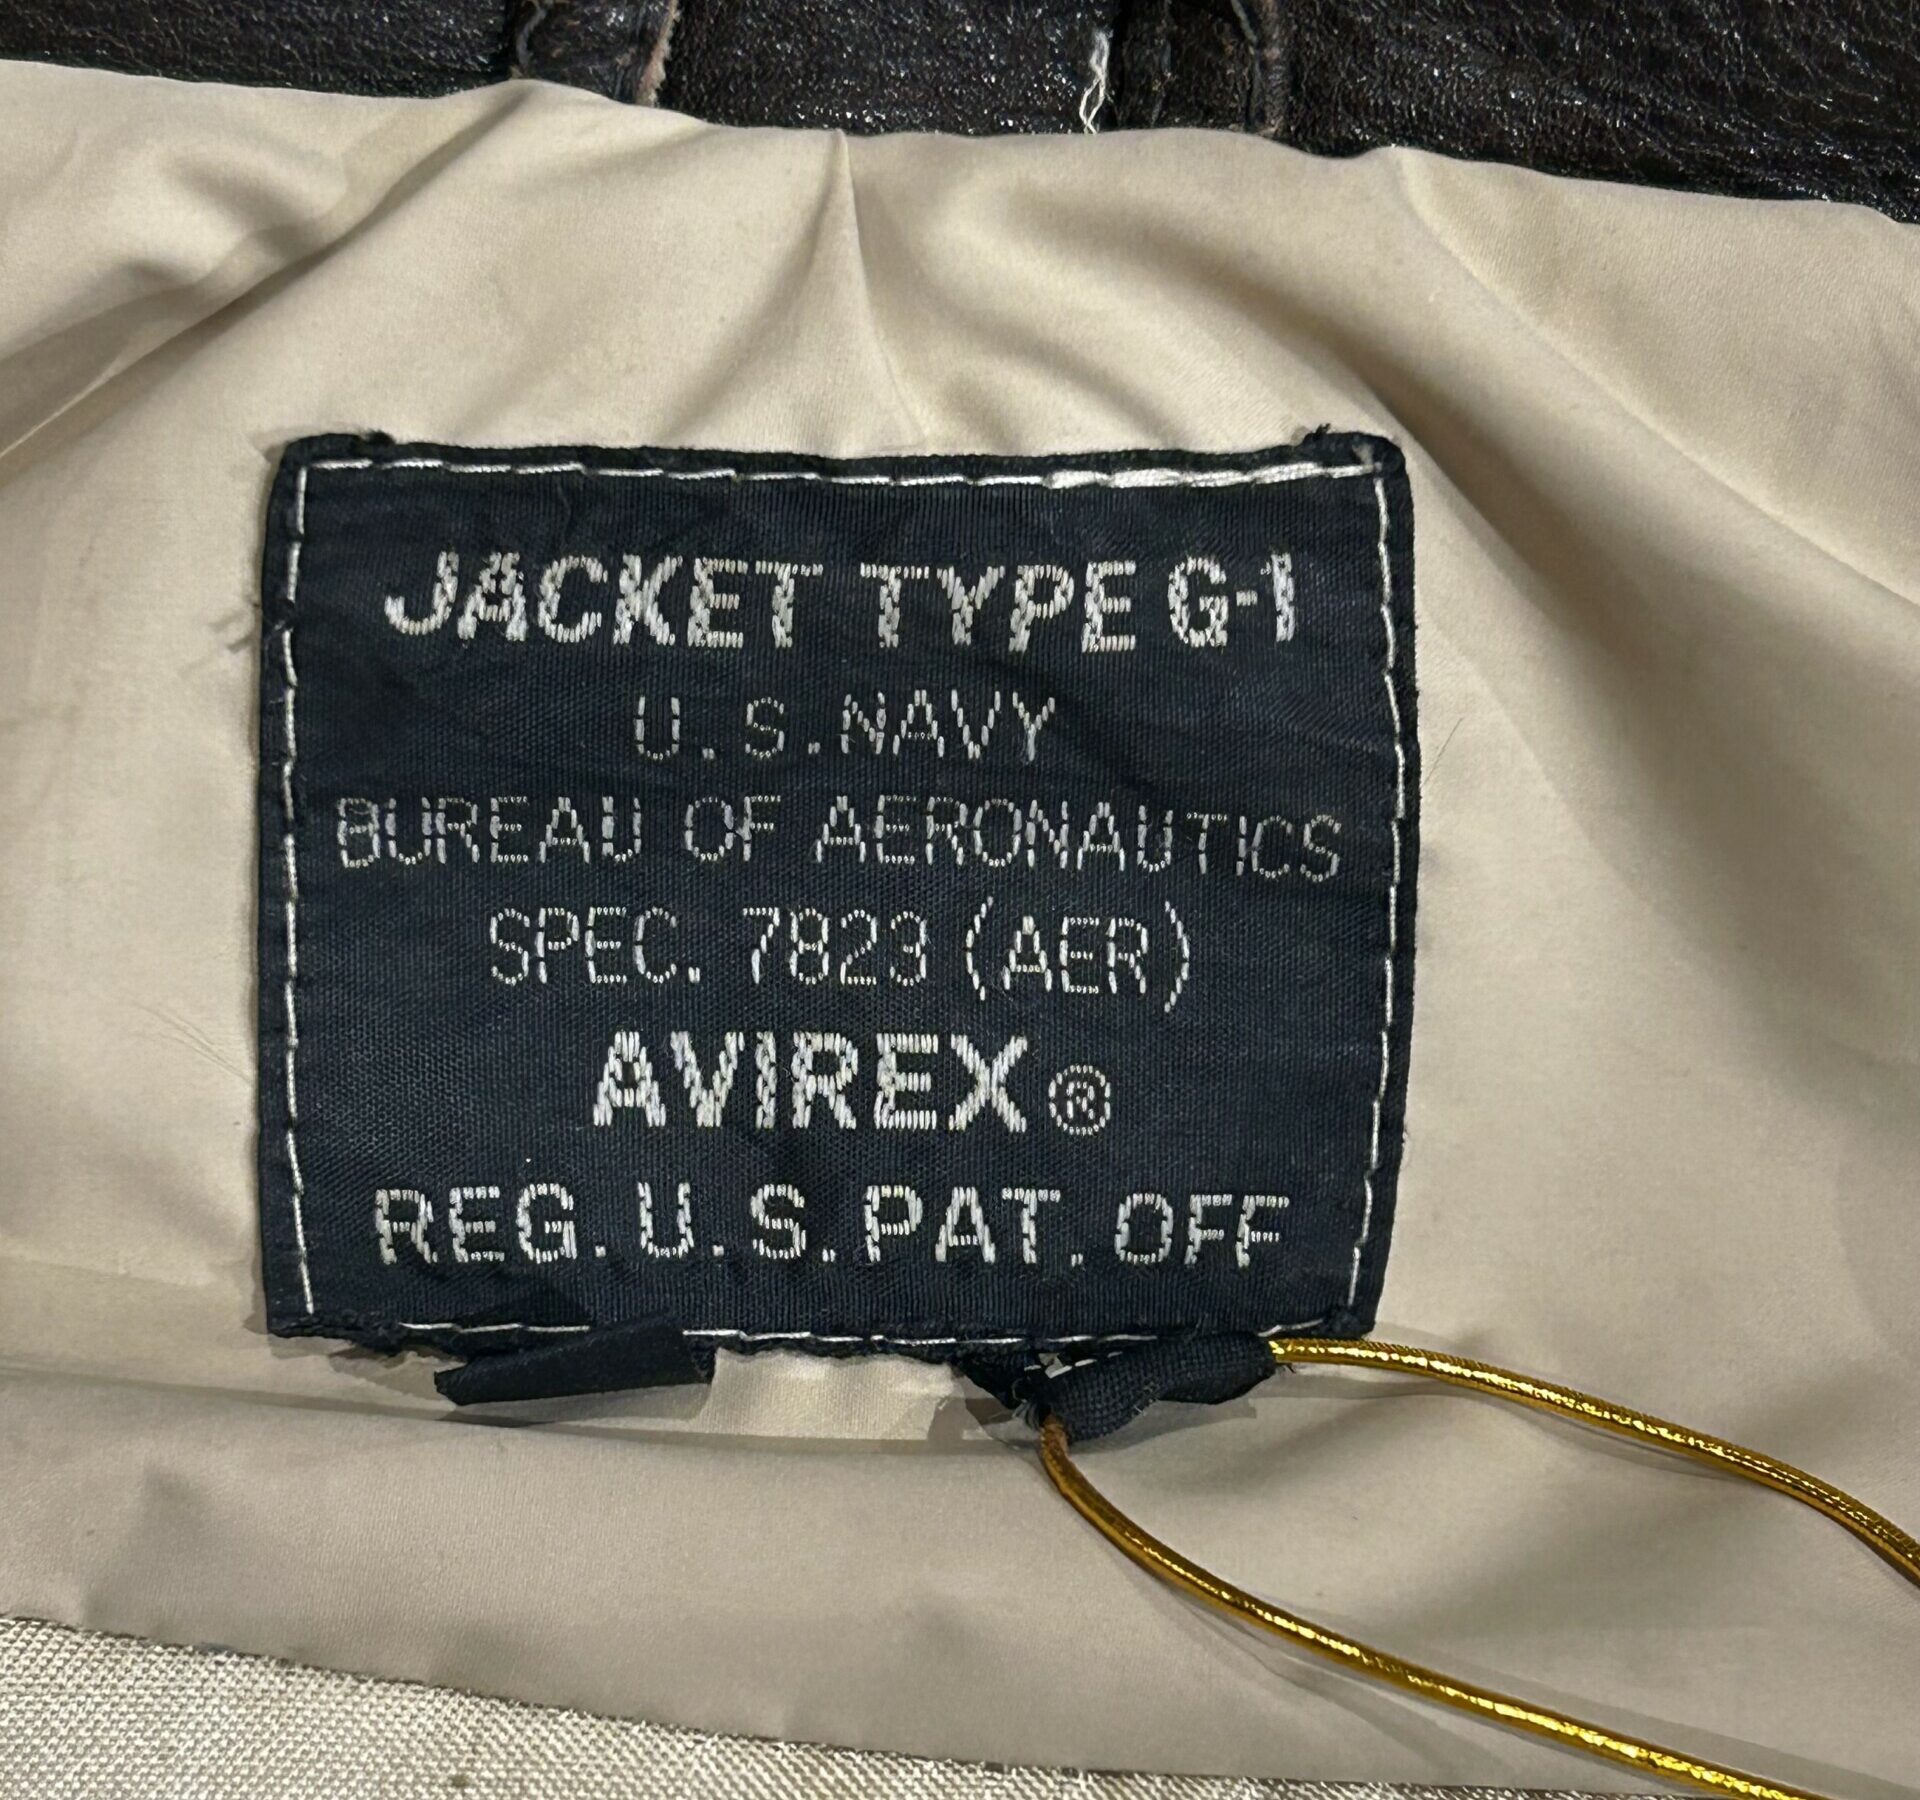 JACKET TYPE G-1
U.S. NAVY
BUREAU OF AERONAUTICS
SPEC. 7823 (AER)
AVIREX®
REG. U.S. PAT. OFF